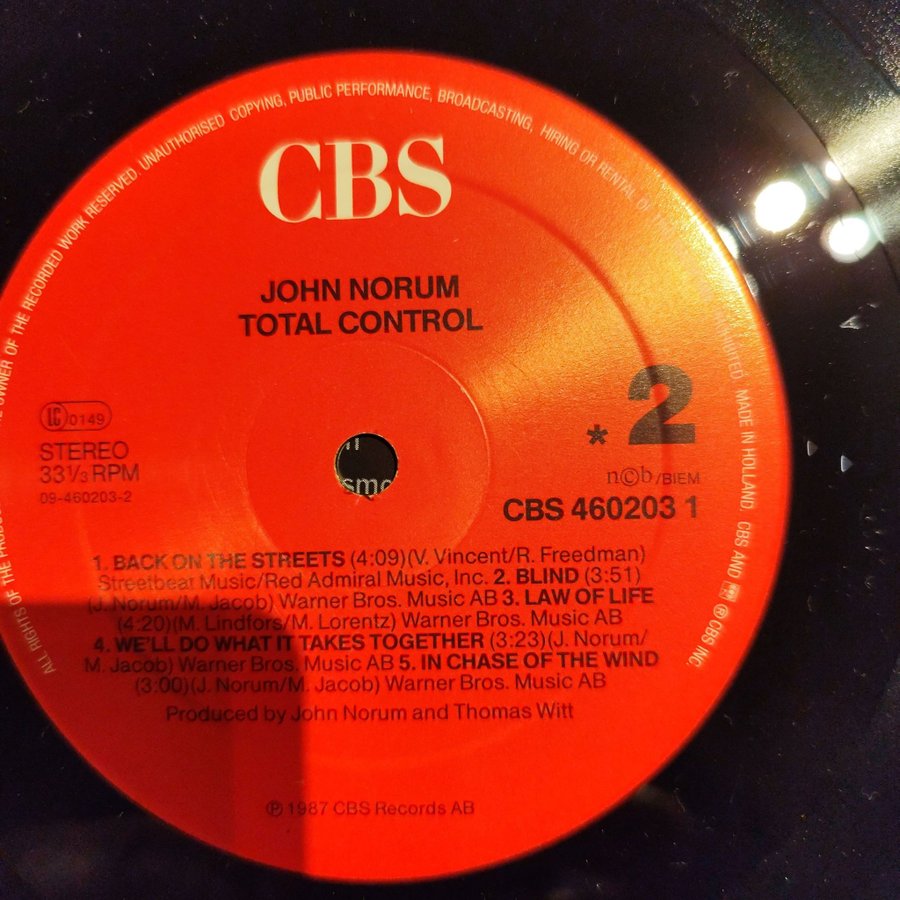 CBS
JOHN NORUM
TOTAL CONTROL
LC 0149
STEREO
33 1/3 RPM
09-460203-2
* 2
n©b/BIEM
CBS 460203 1
1. BACK ON THE STREETS (4:09)(V. Vincent/R. Freedman)
Streetbeat Music/Red Admiral Music, Inc. 2. BLIND (3:51)
(J. Norum/M. Jacob) Warner Bros. Music AB 3. LAW OF LIFE
(4:20)(M. Lindfors/M. Lorentz) Warner Bros. Music AB
4. WE'LL DO WHAT IT TAKES TOGETHER (3:23)(J. Norum/
M. Jacob) Warner Bros. Music AB 5. IN CHASE OF THE WIND
(3:00)(J. Norum/M. Jacob) Warner Bros. Music AB
Produced by John Norum and Thomas Witt
℗ 1987 CBS Records AB
ALL RIGHTS OF THE OWNER OF THE RECORDED WORK RESERVED. UNAUTHORISED COPYING, PUBLIC PERFORMANCE, BROADCASTING, HIRING OR RENTAL MADE IN HOLLAND. CBS AND ® CBS INC.
smo